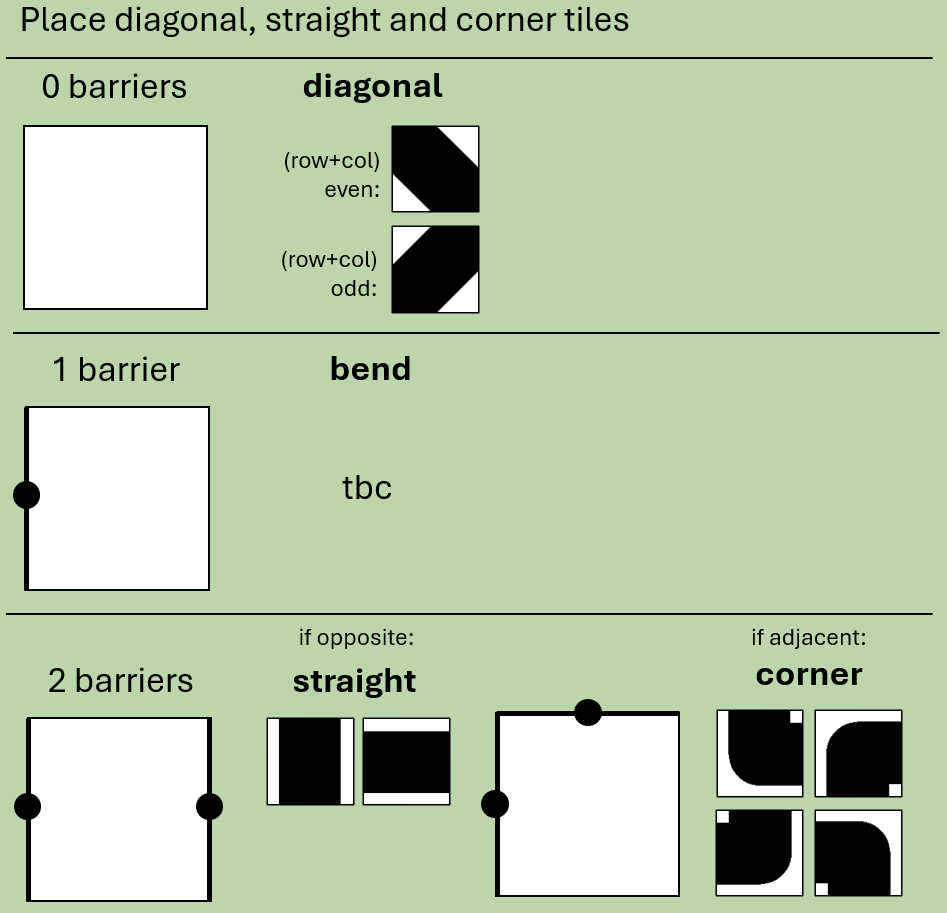 Place diagonal, straight and corner tiles
0 barriers
diagonal
(row+col)
even:
(row+col)
odd:
1 barrier
bend
tbc
2 barriers
if opposite:
straight
if adjacent:
corner